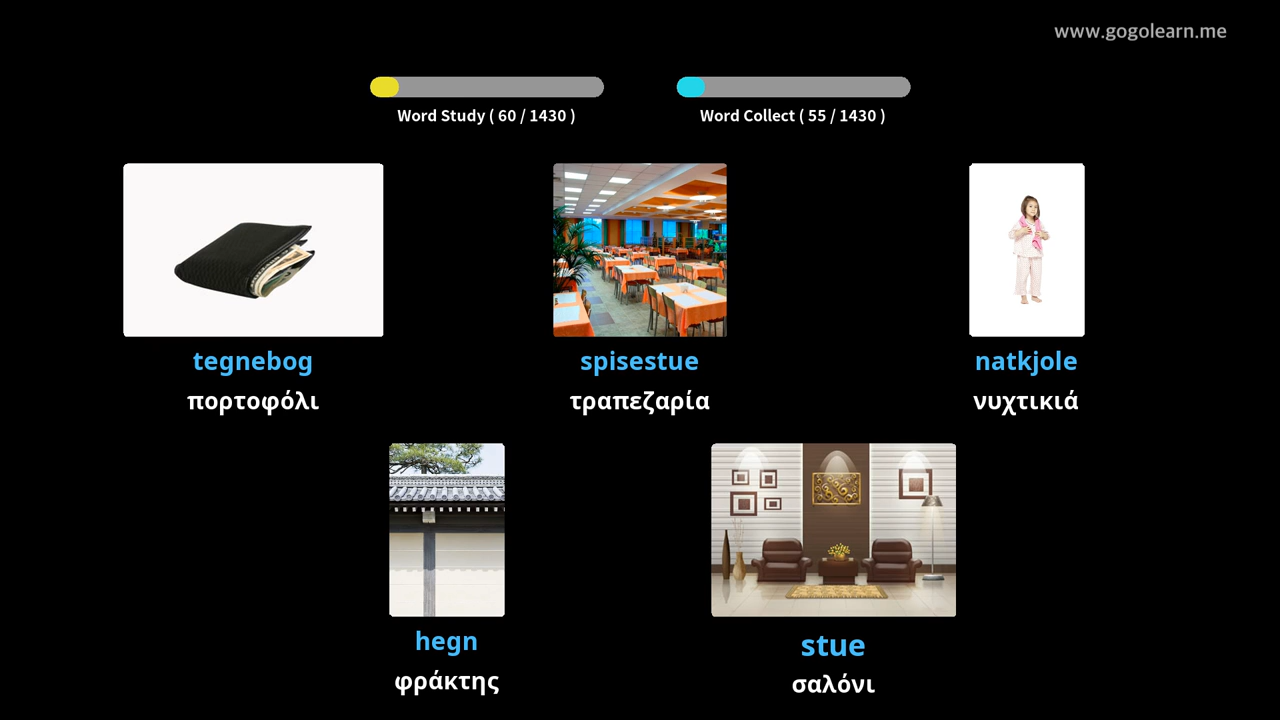 www.gogolearn.me
Word Study ( 60 / 1430 )
Word Collect ( 55 / 1430 )
tegnebog
πορτοφόλι
spisestue
τραπεζαρία
natkjole
νυχτικιά
hegn
φράκτης
stue
σαλόνι